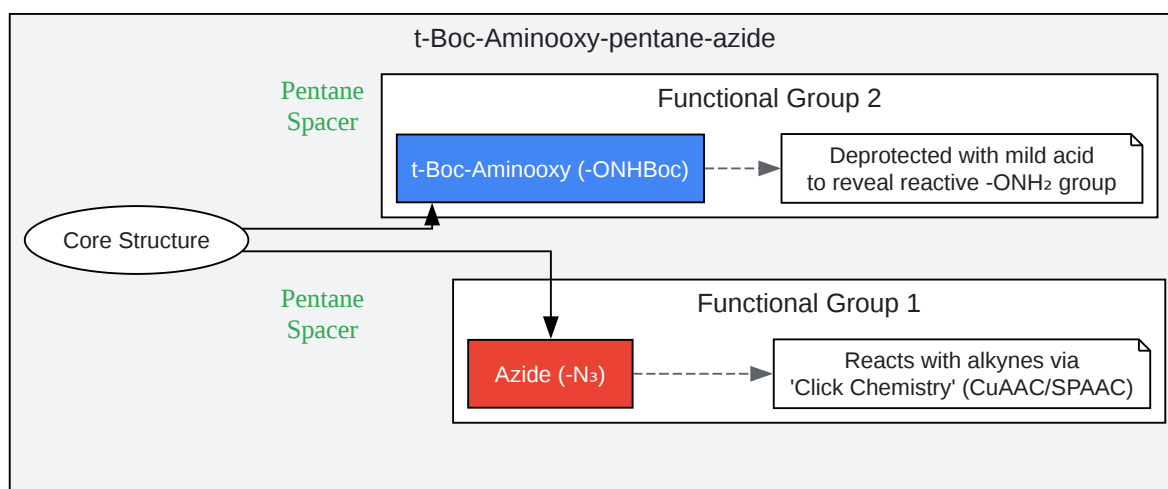 t-Boc-Aminooxy-pentane-azide
Pentane
Spacer
Functional Group 2
t-Boc-Aminooxy (-ONHBoc)
Deprotected with mild acid
to reveal reactive -ONH₂ group
Core Structure
Pentane
Spacer
Functional Group 1
Azide (-N₃)
Reacts with alkynes via
'Click Chemistry' (CuAAC/SPAAC)